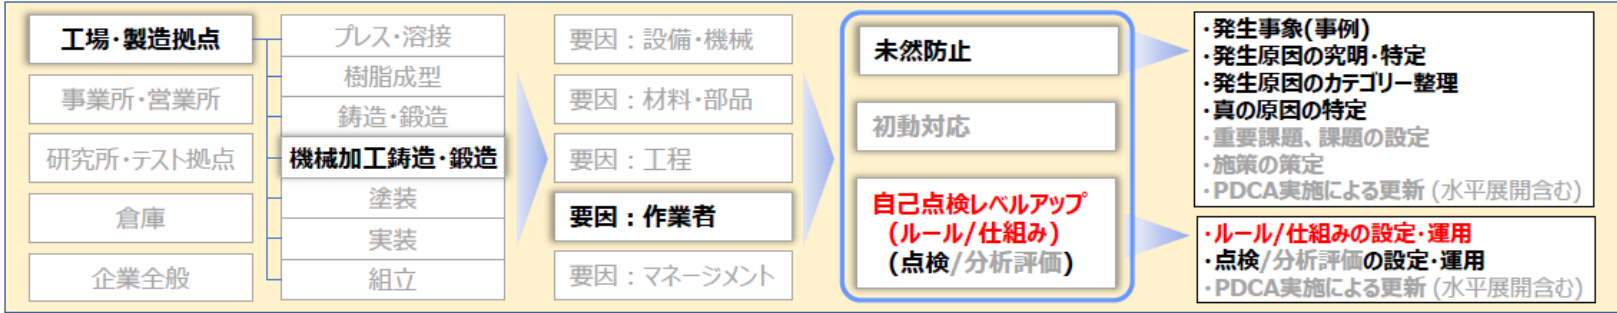 工場・製造拠点
事業所・営業所
研究所・テスト拠点
倉庫
企業全般
プレス・溶接
樹脂成型
鋳造・鍛造
機械加工鋳造・鍛造
塗装
実装
組立
要因：設備・機械
要因：材料・部品
要因：工程
要因：作業者
要因：マネージメント
未然防止
初動対応
自己点検レベルアップ
(ルール/仕組み)
(点検/分析評価)
・発生事象(事例)
・発生原因の究明・特定
・発生原因のカテゴリー整理
・真の原因の特定
・重要課題、課題の設定
・施策の策定
・PDCA実施による更新 (水平展開含む)
・ルール/仕組みの設定・運用
・点検/分析評価の設定・運用
・PDCA実施による更新 (水平展開含む)